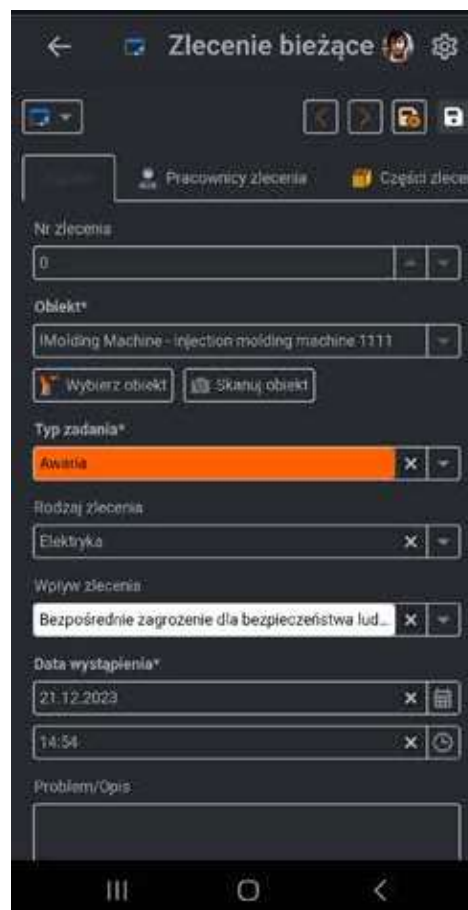 Zlecenie bieżące
Pracownicy zlecenia
Części zlece
Nr zlecenia
0
Obiekt*
IMolding Machine - injection molding machine 1111
Wybierz obiekt
Skanuj obiekt
Typ zadania*
Awaria
Rodzaj zlecenia
Elektryka
Wpływ zlecenia
Bezpośrednie zagrożenie dla bezpieczeństwa lud...
Data wystąpienia*
21.12.2023
14:54
Problem/Opis